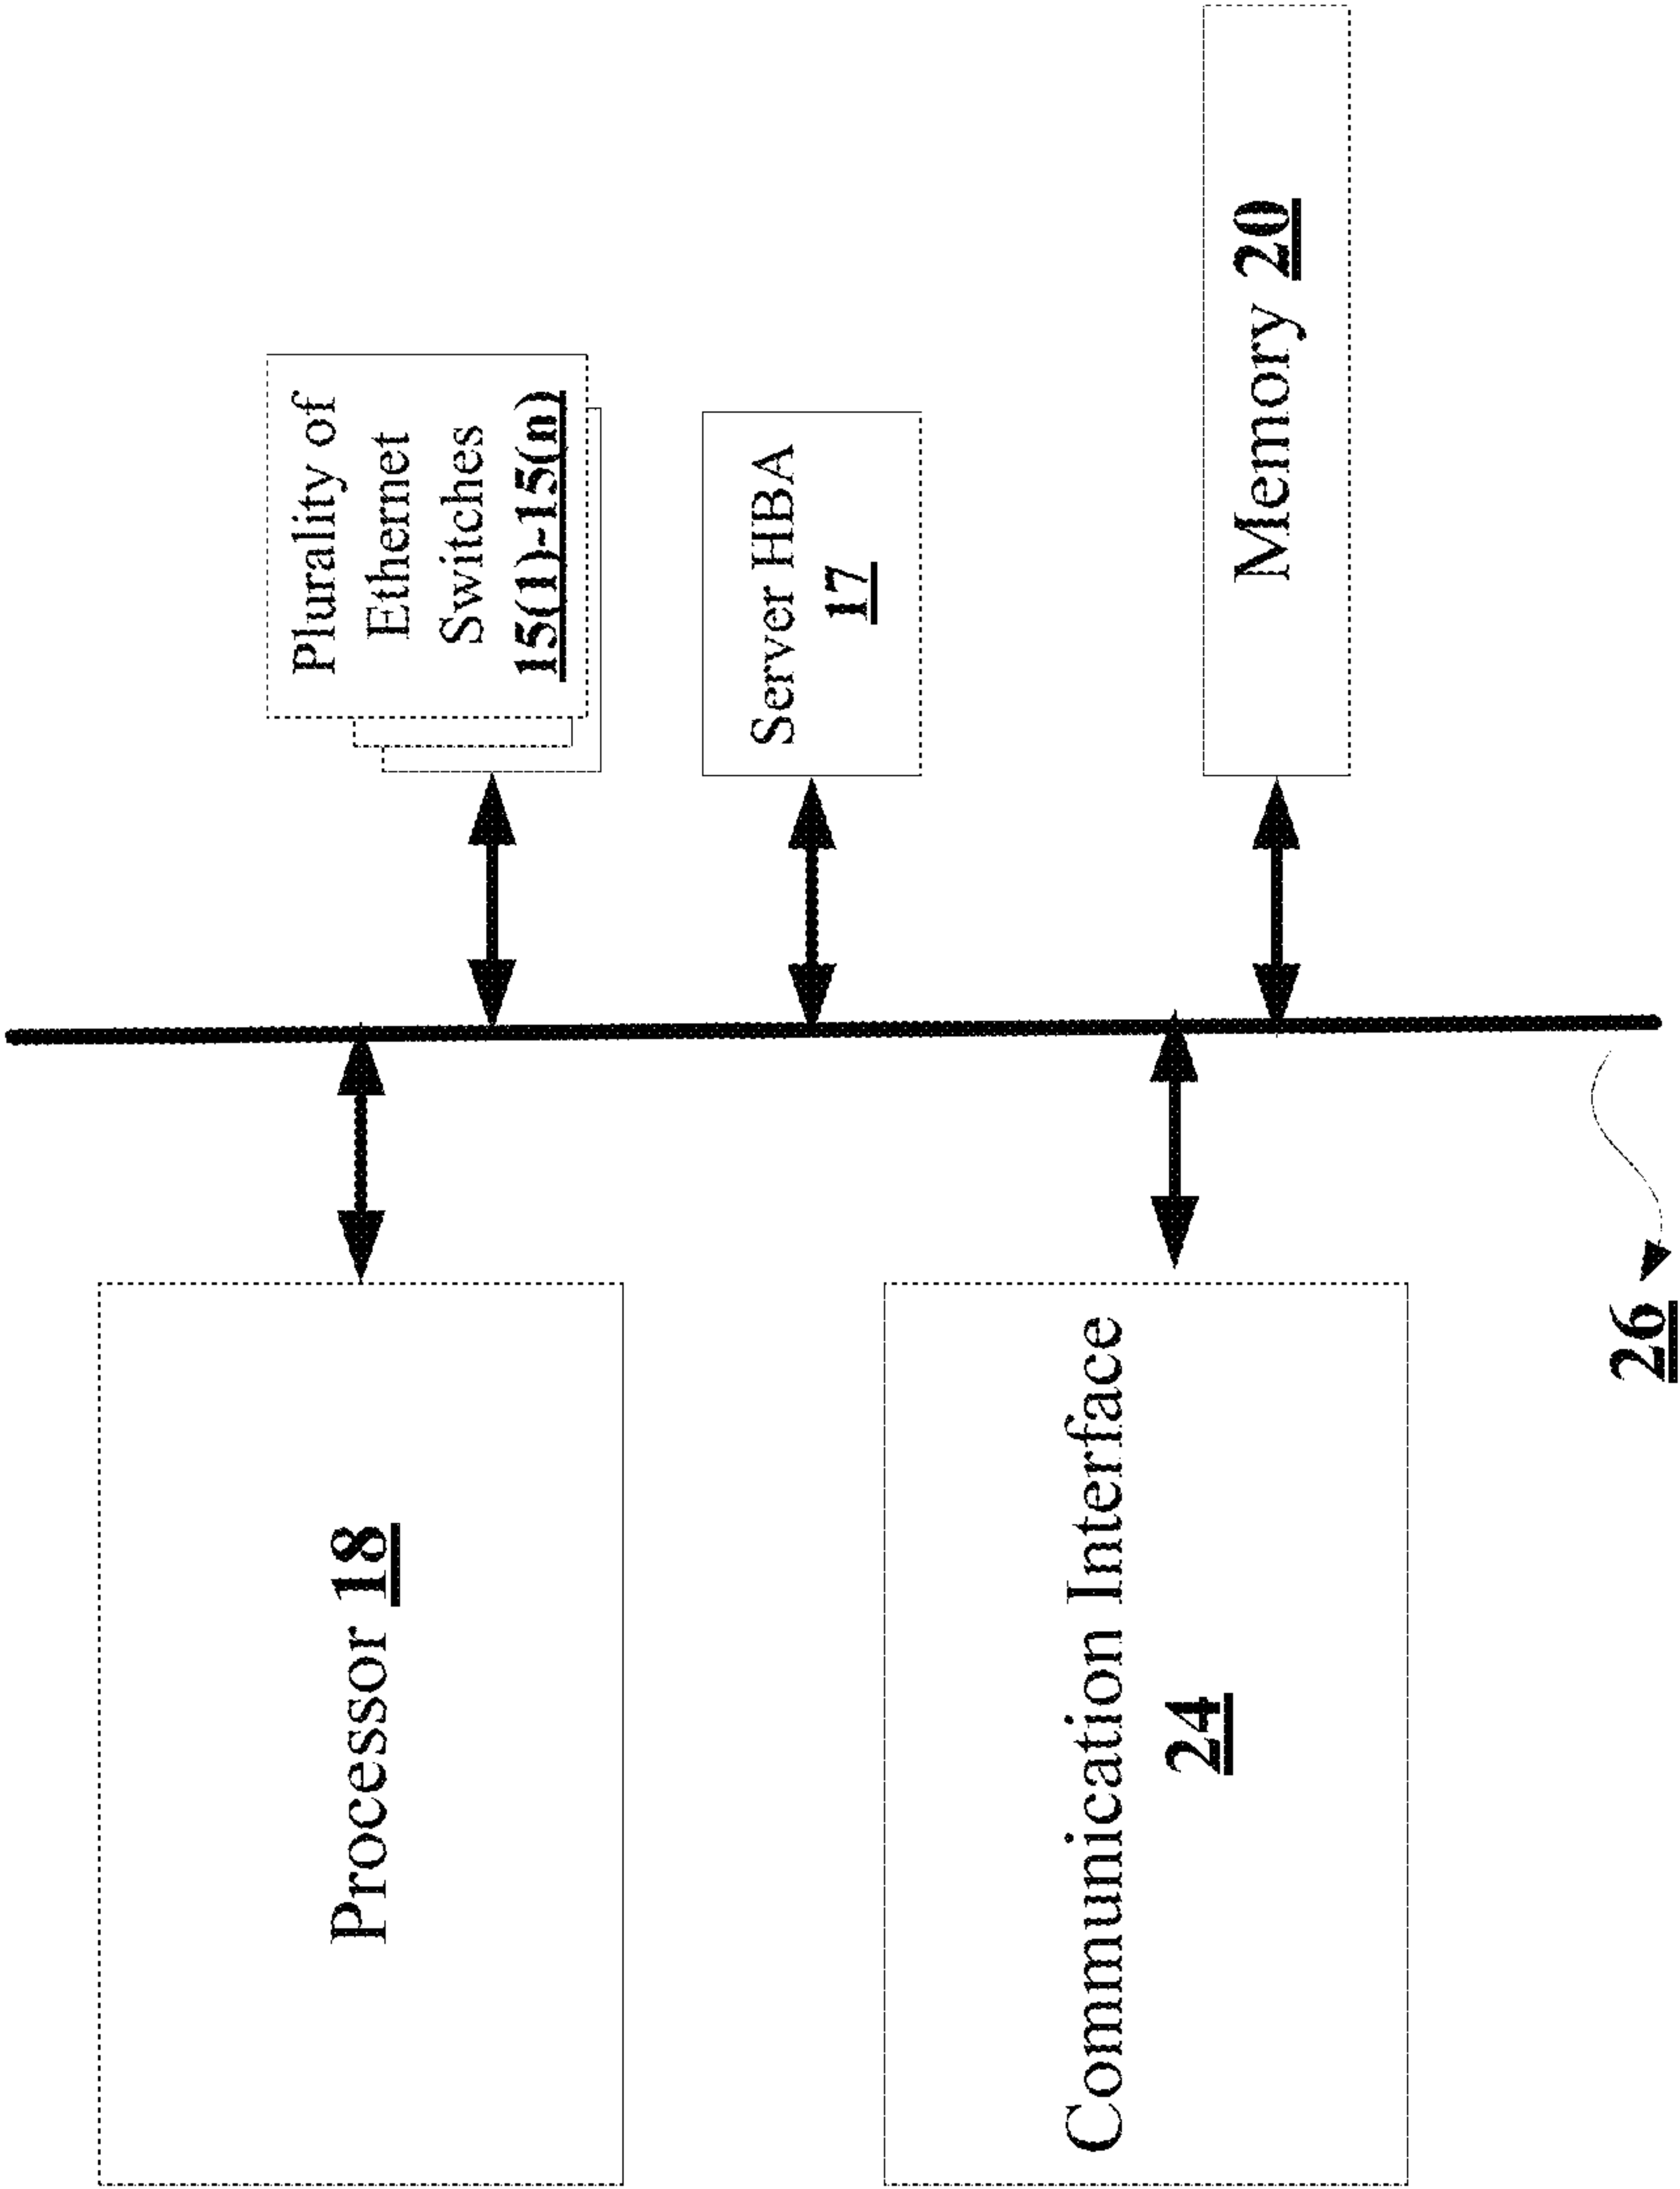 Processor 18
Plurality of
Ethernet
Switches
15(1)-15(n)
Server HBA
17
Communication Interface
24
Memory 20
26